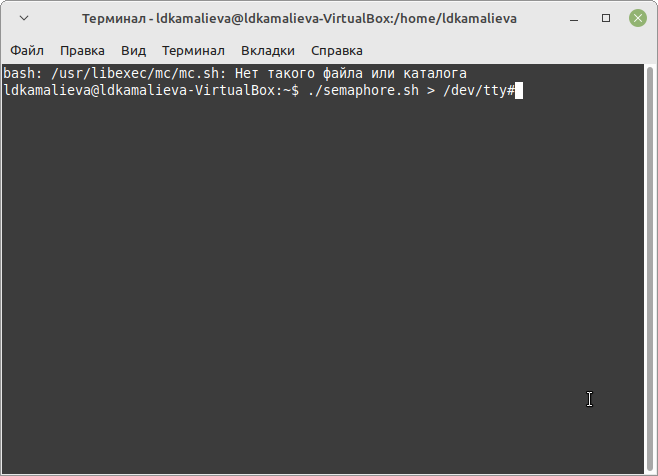 Терминал - ldkamalieva@ldkamalieva-VirtualBox:/home/ldkamalieva
Файл Правка Вид Терминал Вкладки Справка
bash: /usr/libexec/mc/mc.sh: Нет такого файла или каталога
ldkamalieva@ldkamalieva-VirtualBox:~$ ./semaphore.sh > /dev/tty#